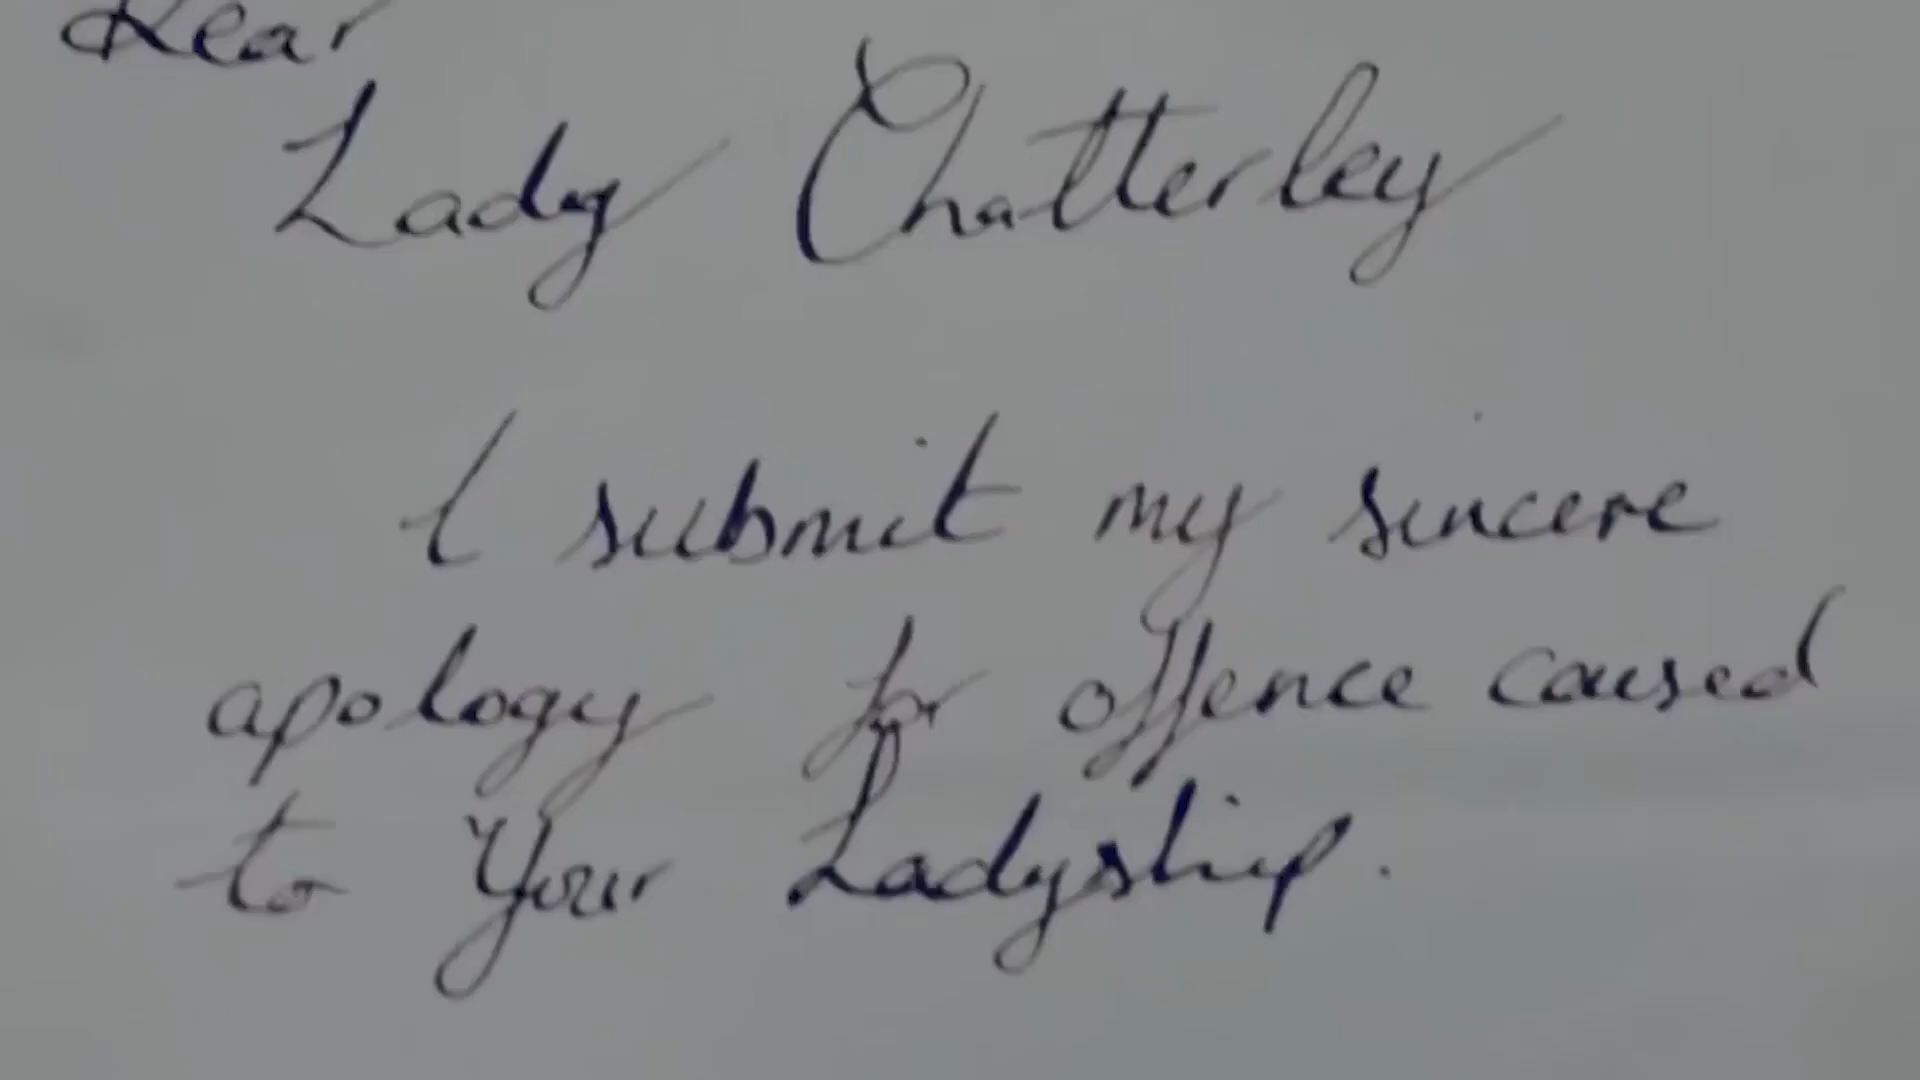 Dear
Lady Chatterley
I submit my sincere
apology for offence caused
to Your Ladyship.